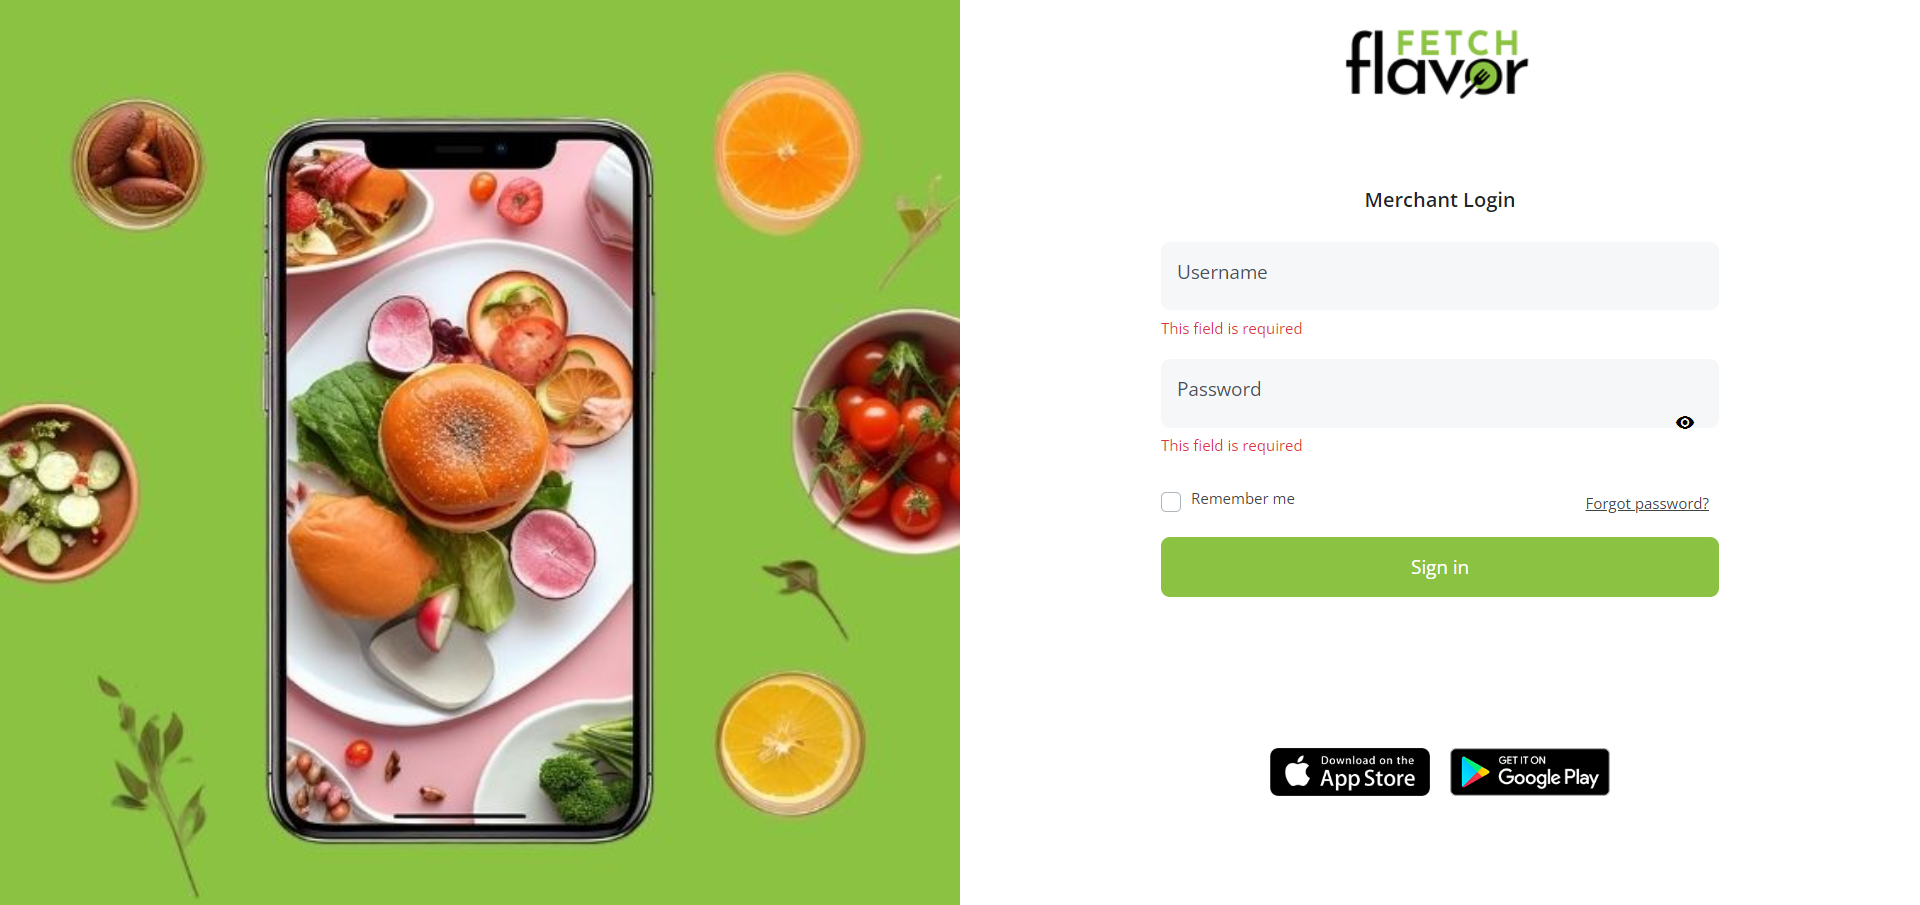 FETCH
flavor
Merchant Login
Username
This field is required
Password
This field is required
Remember me
Forgot password?
Sign in
Download on the
App Store
GET IT ON
Google Play